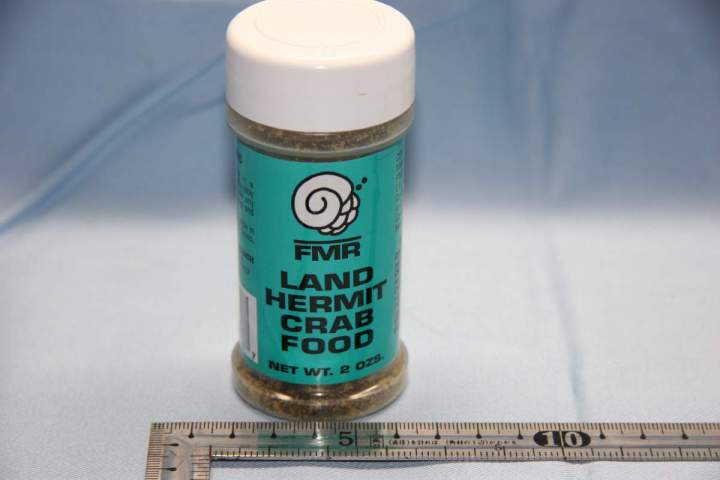 FMR
LAND
HERMIT
CRAB
FOOD
NET WT. 2 OZS.
5
10